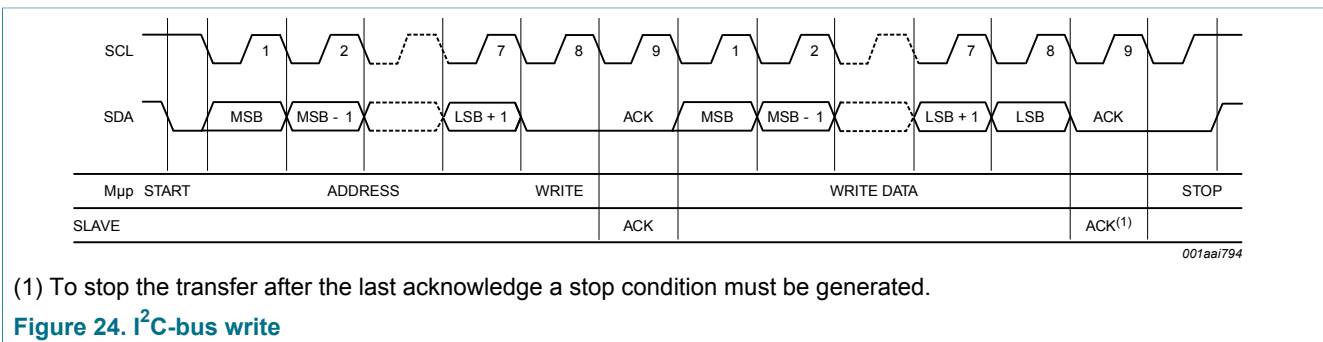 SCL 1 2 7 8 9 1 2 7 8 9
SDA MSB MSB - 1 LSB + 1 ACK MSB MSB - 1 LSB + 1 LSB ACK
Mμp START ADDRESS WRITE WRITE DATA STOP
SLAVE ACK ACK(1)
001aai794
(1) To stop the transfer after the last acknowledge a stop condition must be generated.
Figure 24. I2C-bus write